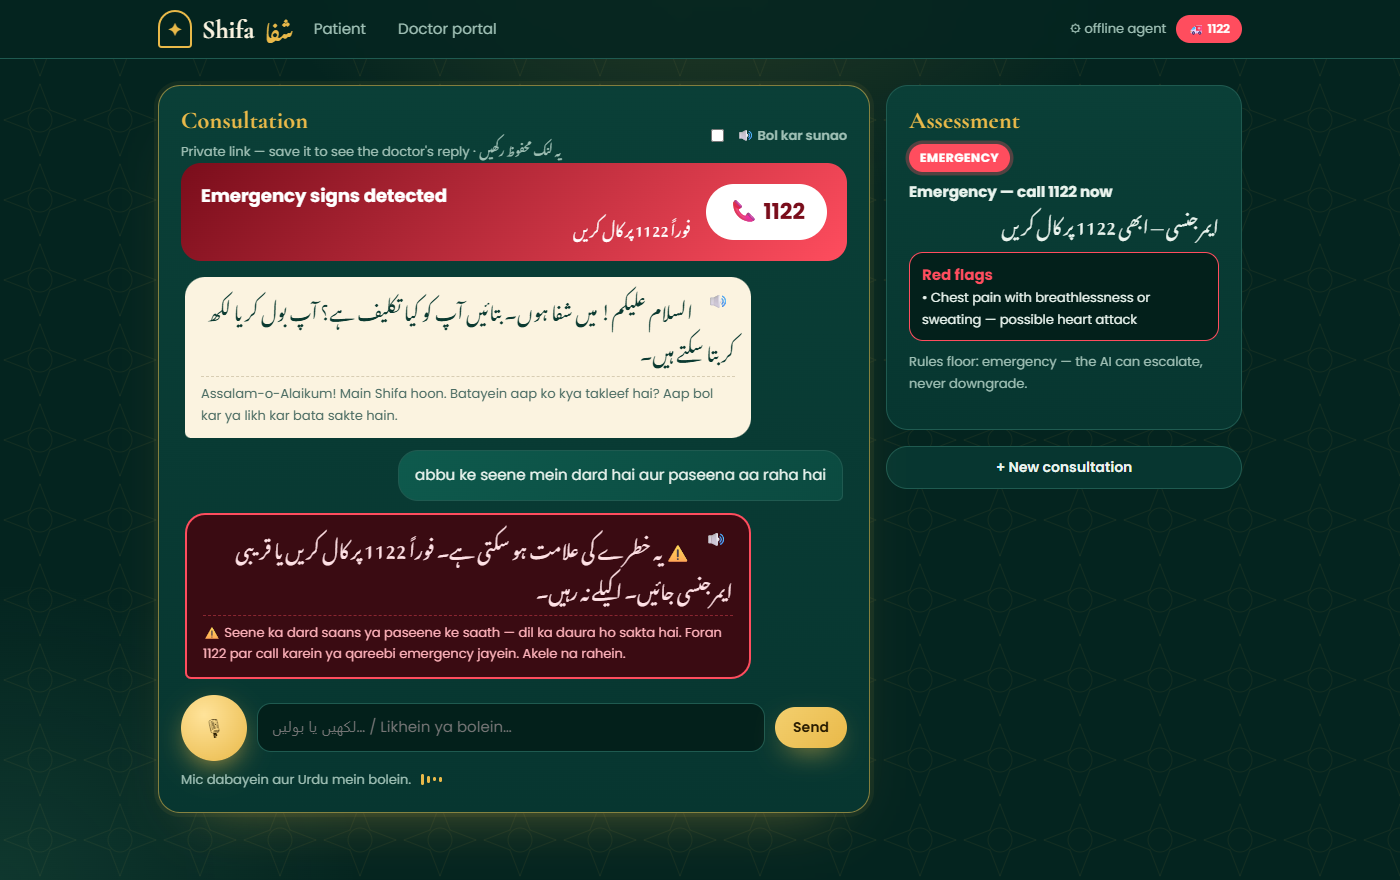 Shifa شفا
Patient
Doctor portal
offline agent
1122
Consultation
Private link — save it to see the doctor's reply · یہ لنک محفوظ رکھیں
Bol kar sunao
Emergency signs detected
فوراً 1122 پر کال کریں
1122
السلام علیکم! میں شفا ہوں۔ بتائیں آپ کو کیا تکلیف ہے؟ آپ بول کر یا لکھ
کر بتا سکتے ہیں۔
Assalam-o-Alaikum! Main Shifa hoon. Batayein aap ko kya takleef hai? Aap bol
kar ya likh kar bata sakte hain.
abbu ke seene mein dard hai aur paseena aa raha hai
⚠️ یہ خطرے کی علامت ہو سکتی ہے۔ فوراً 1122 پر کال کریں یا قریبی
ایمرجنسی جائیں۔ اکیلے نہ رہیں۔
⚠️ Seene ka dard saans ya paseene ke saath — dil ka daura ho sakta hai. Foran
1122 par call karein ya qareebi emergency jayein. Akele na rahein.
لکھیں یا بولیں… / Likhein ya bolein…
Send
Mic dabayein aur Urdu mein bolein.
Assessment
EMERGENCY
Emergency — call 1122 now
ایمرجنسی — ابھی 1122 پر کال کریں
Red flags
• Chest pain with breathlessness or
sweating — possible heart attack
Rules floor: emergency — the AI can escalate,
never downgrade.
+ New consultation